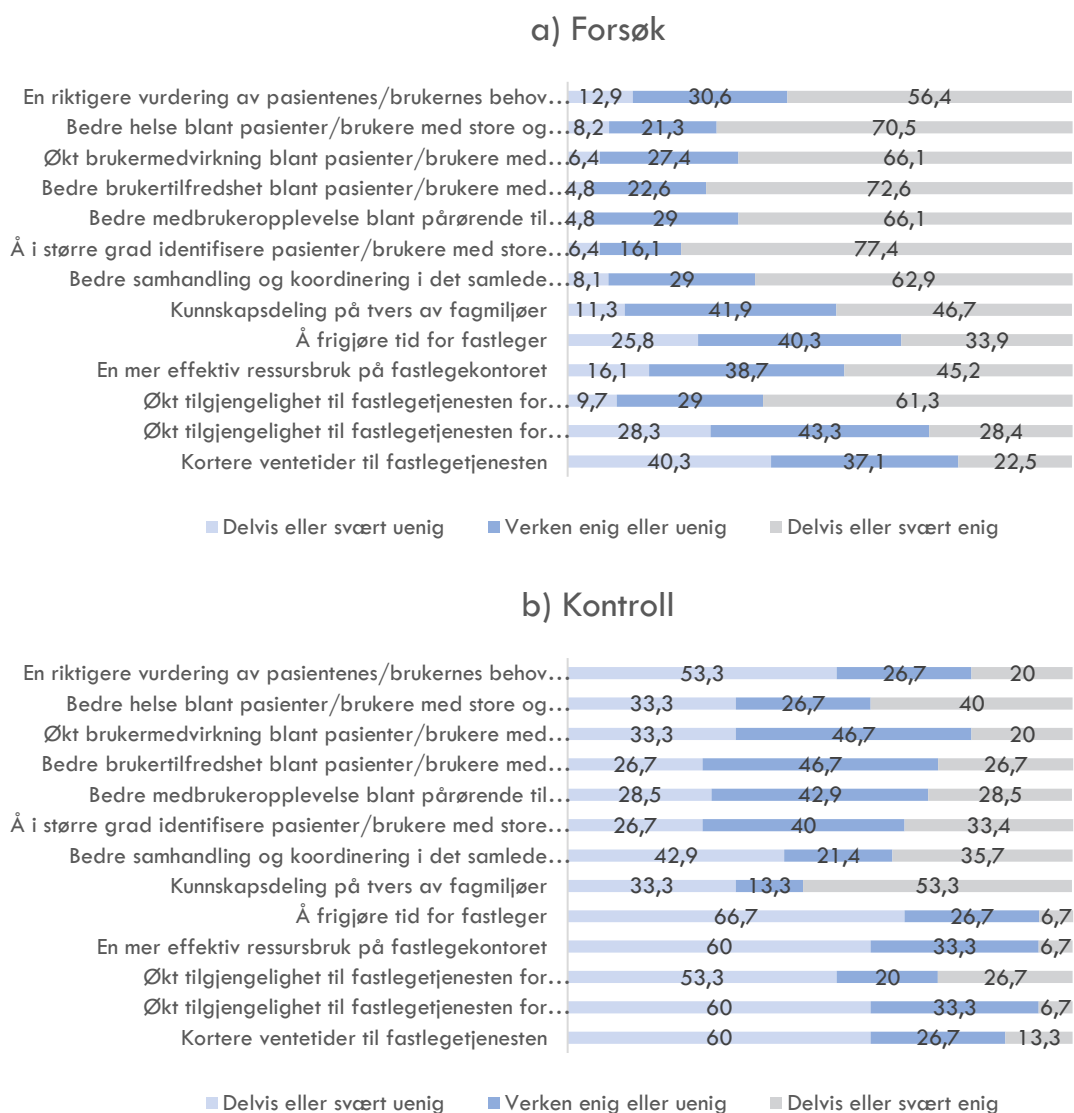 a) Forsøk
En riktigere vurdering av pasientenes/brukernes behov… 12,9 30,6 56,4
Bedre helse blant pasienter/brukere med store og… 8,2 21,3 70,5
Økt brukermedvirkning blant pasienter/brukere med… 6,4 27,4 66,1
Bedre brukertilfredshet blant pasienter/brukere med… 4,8 22,6 72,6
Bedre medbrukeropplevelse blant pårørende til… 4,8 29 66,1
Å i større grad identifisere pasienter/brukere med store… 6,4 16,1 77,4
Bedre samhandling og koordinering i det samlede… 8,1 29 62,9
Kunnskapsdeling på tvers av fagmiljøer 11,3 41,9 46,7
Å frigjøre tid for fastleger 25,8 40,3 33,9
En mer effektiv ressursbruk på fastlegekontoret 16,1 38,7 45,2
Økt tilgjengelighet til fastlegetjenesten for… 9,7 29 61,3
Økt tilgjengelighet til fastlegetjenesten for… 28,3 43,3 28,4
Kortere ventetider til fastlegetjenesten 40,3 37,1 22,5
Delvis eller svært uenig Verken enig eller uenig Delvis eller svært enig
b) Kontroll
En riktigere vurdering av pasientenes/brukernes behov… 53,3 26,7 20
Bedre helse blant pasienter/brukere med store og… 33,3 26,7 40
Økt brukermedvirkning blant pasienter/brukere med… 33,3 46,7 20
Bedre brukertilfredshet blant pasienter/brukere med… 26,7 46,7 26,7
Bedre medbrukeropplevelse blant pårørende til… 28,5 42,9 28,5
Å i større grad identifisere pasienter/brukere med store… 26,7 40 33,4
Bedre samhandling og koordinering i det samlede… 42,9 21,4 35,7
Kunnskapsdeling på tvers av fagmiljøer 33,3 13,3 53,3
Å frigjøre tid for fastleger 66,7 26,7 6,7
En mer effektiv ressursbruk på fastlegekontoret 60 33,3 6,7
Økt tilgjengelighet til fastlegetjenesten for… 53,3 20 26,7
Økt tilgjengelighet til fastlegetjenesten for… 60 33,3 6,7
Kortere ventetider til fastlegetjenesten 60 26,7 13,3
Delvis eller svært uenig Verken enig eller uenig Delvis eller svært enig